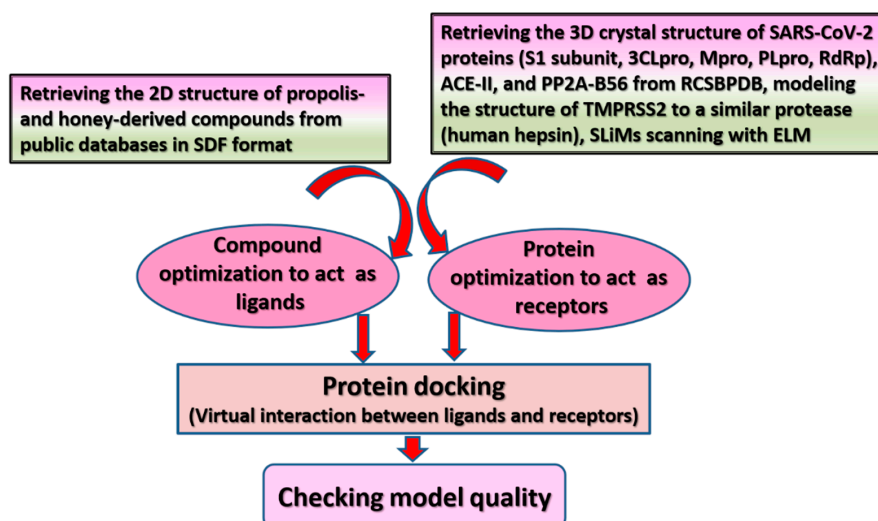 Retrieving the 2D structure of propolis-
and honey-derived compounds from
public databases in SDF format
Retrieving the 3D crystal structure of SARS-CoV-2
proteins (S1 subunit, 3CLpro, Mpro, PLpro, RdRp),
ACE-II, and PP2A-B56 from RCSBPDB, modeling
the structure of TMPRSS2 to a similar protease
(human hepsin), SLiMs scanning with ELM
Compound
optimization to act as
ligands
Protein
optimization to act as
receptors
Protein docking
(Virtual interaction between ligands and receptors)
Checking model quality